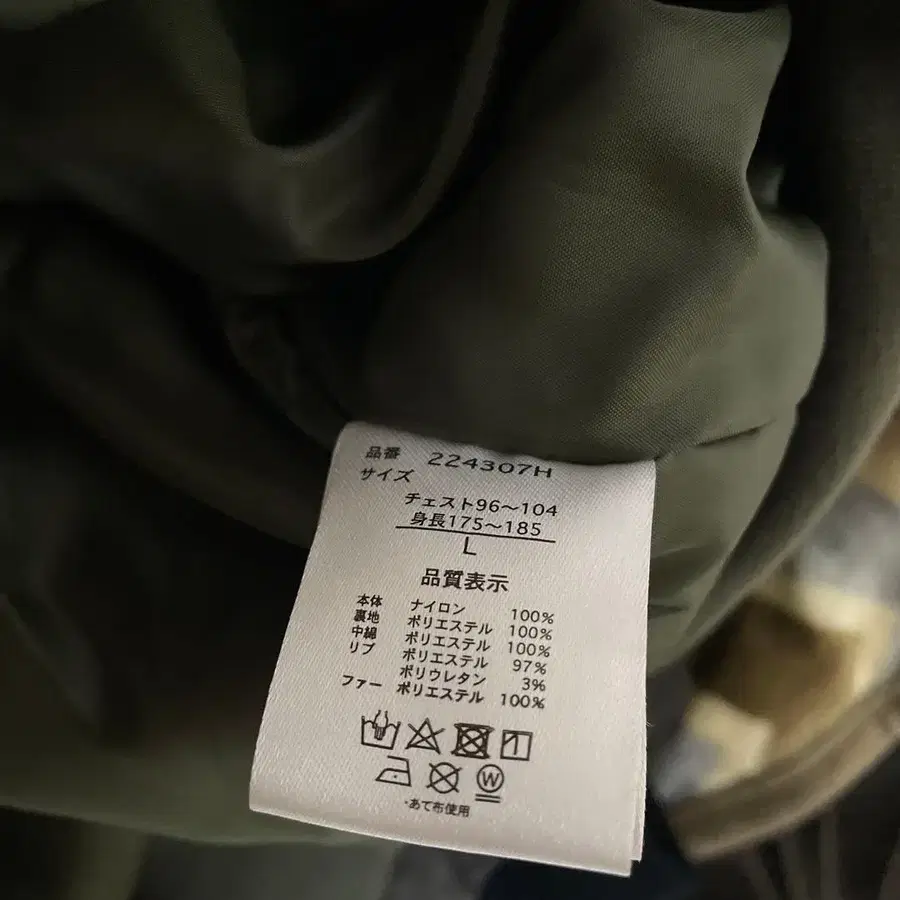 品番 224307H
サイズ
チェスト96～104
身長175～185
L
品質表示
本体 ナイロン 100%
裏地 ポリエステル 100%
中綿 ポリエステル 100%
リブ ポリエステル 97%
ポリウレタン 3%
ファー ポリエステル 100%
W
・あて布使用